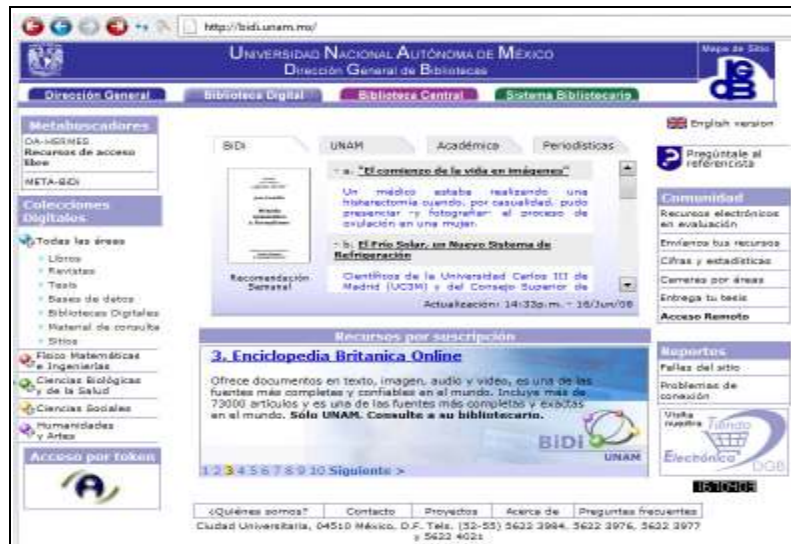 http://bidi.unam.mx/
UNIVERSIDAD NACIONAL AUTÓNOMA DE MÉXICO
Dirección General de Bibliotecas
Mapa de Sitio
Dirección General
Biblioteca Digital
Biblioteca Central
Sistema Bibliotecario
Metabuscadores
OA-HERMES
Recursos de acceso
libre
META-BiDi
Colecciones
Digitales
Todas las áreas
Libros
Revistas
Tesis
Bases de datos
Bibliotecas Digitales
Material de consulta
Sitios
Físico Matemáticas
e Ingenierías
Ciencias Biológicas
y de la Salud
Ciencias Sociales
Humanidades
y Artes
Acceso por token
BiDi
UNAM
Académica
Periodísticas
Recomendación
Semanal
- a. "El comienzo de la vida en imágenes"
Un médico estaba realizando una
histerectomía cuando, por casualidad, pudo
presenciar -y fotografiar- el proceso de
ovulación en una mujer.
- b. El Frío Solar, un Nuevo Sistema de
Refrigeración
Científicos de la Universidad Carlos III de
Madrid (UC3M) y del Consejo Superior de
Actualización: 14:33p.m. - 16/Jun/08
Recursos por suscripción
3. Enciclopedia Britanica Online
Ofrece documentos en texto, imagen, audio y video, es una de las
fuentes más completas y confiables en el mundo. Incluye más de
73000 artículos y es una de las fuentes más completas y exactas
en el mundo. Sólo UNAM. Consulte a su bibliotecario.
BiDi
UNAM
1 2 3 4 5 6 7 8 9 10 Siguiente >
English version
Pregúntale al
referencista
Comunidad
Recursos electrónicos
en evaluación
Envíenos tus recursos
Cifras y estadísticas
Carreras por áreas
Entrega tu tesis
Acceso Remoto
Reportes
Fallas del sitio
Problemas de
conexión
Visita
nuestra Tienda
Electrónica
DGB
¿Quiénes somos?
Contacto
Proyectos
Acerca de
Preguntas frecuentes
Ciudad Universitaria, 04510 México, D.F. Tels. (52-55) 5622 3984, 5622 3976, 5622 3977
y 5622 4021